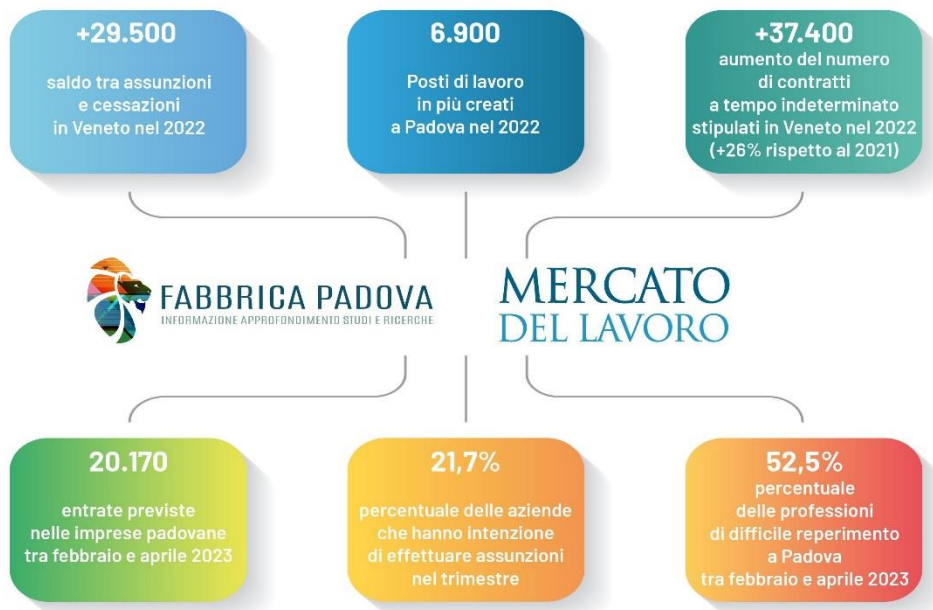 +29.500
saldo tra assunzioni
e cessazioni
in Veneto nel 2022
6.900
Posti di lavoro
in più creati
a Padova nel 2022
+37.400
aumento del numero
di contratti
a tempo indeterminato
stipulati in Veneto nel 2022
(+26% rispetto al 2021)
FABBRICA PADOVA
INFORMAZIONE APPROFONDIMENTO STUDI E RICERCHE
MERCATO
DEL LAVORO
20.170
entrate previste
nelle imprese padovane
tra febbraio e aprile 2023
21,7%
percentuale delle aziende
che hanno intenzione
di effettuare assunzioni
nel trimestre
52,5%
percentuale
delle professioni
di difficile reperimento
a Padova
tra febbraio e aprile 2023